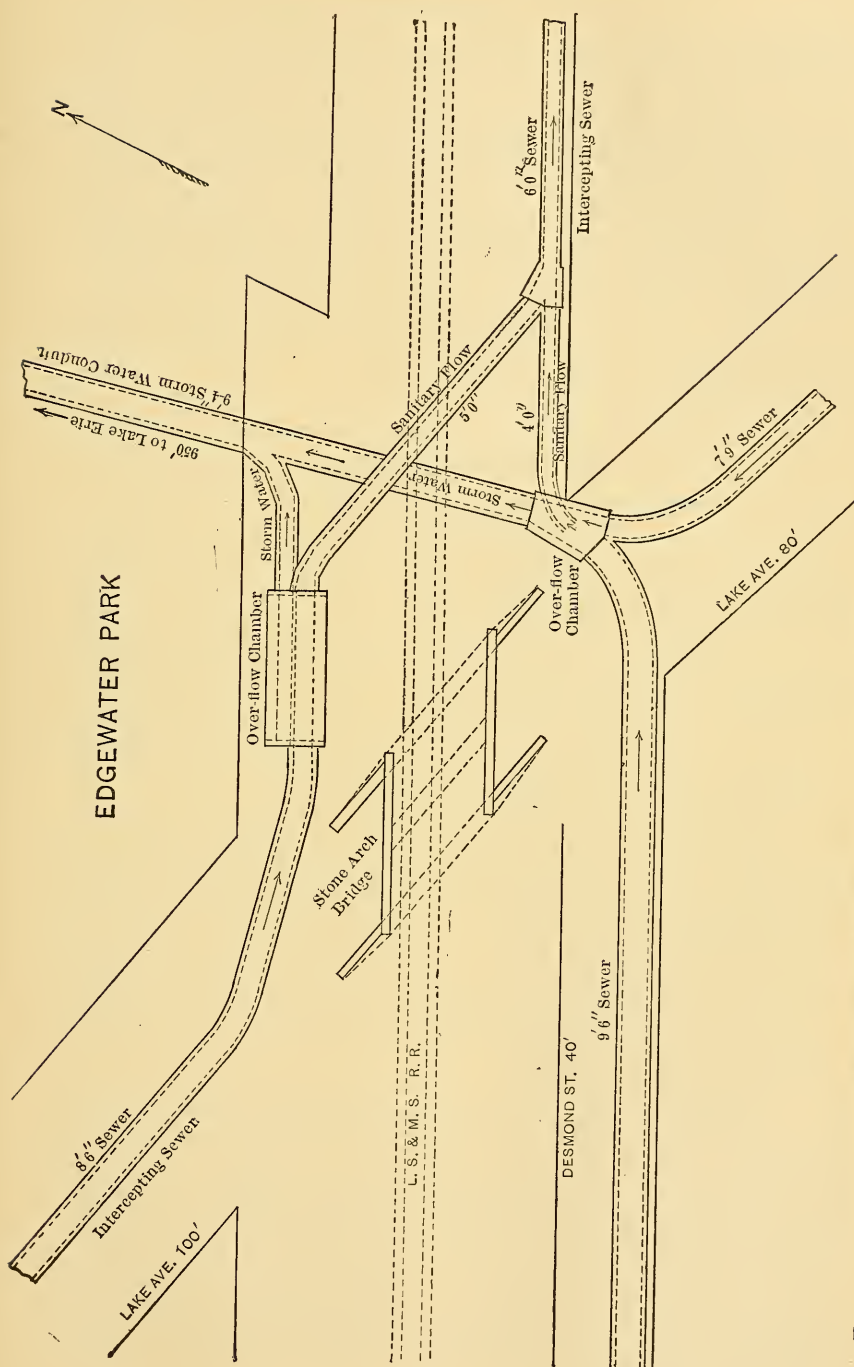 N
EDGEWATER PARK
9'-4" Storm Water Conduit
950' to Lake Erie
Storm Water
Over-flow Chamber
Sanitary Flow
5'0"
Storm Water
6'0" Sewer
Intercepting Sewer
4'0"
Sanitary Flow
7'9" Sewer
Over-flow
Chamber
LAKE AVE. 80'
Stone Arch
Bridge
8'6" Sewer
Intercepting Sewer
LAKE AVE. 100'
L. S. & M. S. R. R.
DESMOND ST. 40'
9'6" Sewer